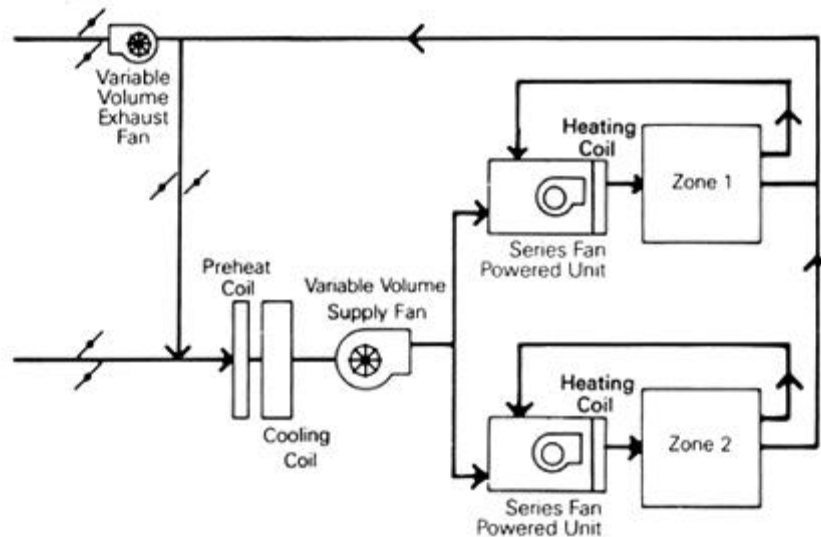 Variable
Volume
Exhaust
Fan
Heating
Coil
Zone 1
Series Fan
Powered Unit
Preheat
Coil
Variable Volume
Supply Fan
Cooling
Coil
Heating
Coil
Zone 2
Series Fan
Powered Unit